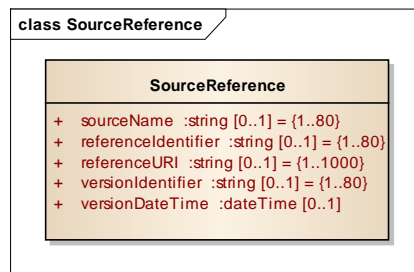 class SourceReference
SourceReference
+ sourceName :string [0..1] = {1..80}
+ referenceIdentifier :string [0..1] = {1..80}
+ referenceURI :string [0..1] = {1..1000}
+ versionIdentifier :string [0..1] = {1..80}
+ versionDateTime :dateTime [0..1]